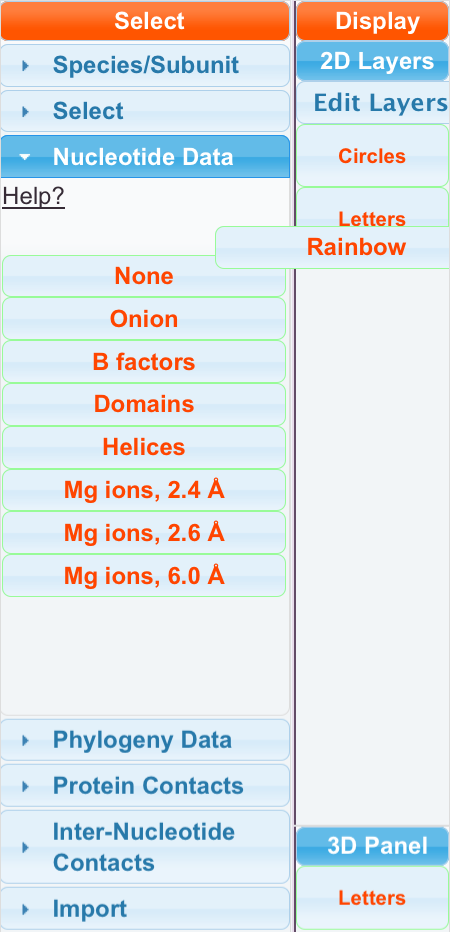 Select
Species/Subunit
Select
Nucleotide Data
Help?
None
Onion
B factors
Domains
Helices
Mg ions, 2.4 Å
Mg ions, 2.6 Å
Mg ions, 6.0 Å
Phylogeny Data
Protein Contacts
Inter-Nucleotide
Contacts
Import
Display
2D Layers
Edit Layers
Circles
Letters
Rainbow
3D Panel
Letters